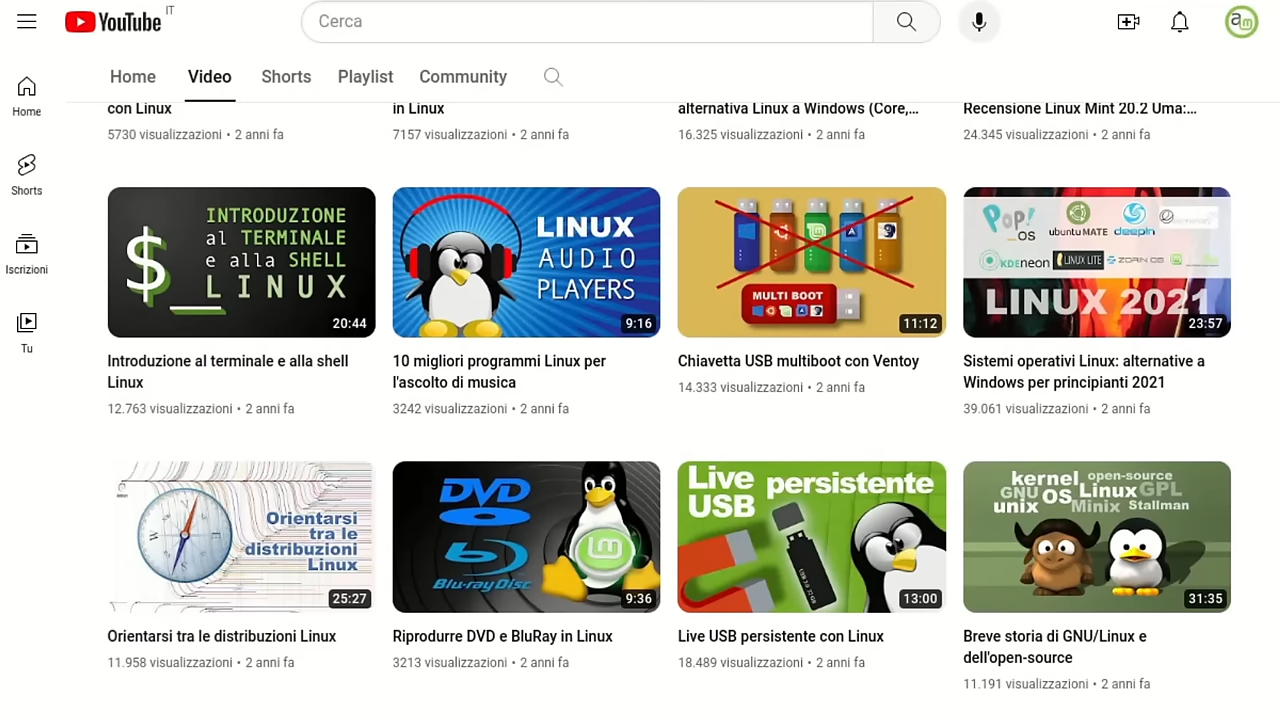 YouTube IT
Cerca
Home Video Shorts Playlist Community
Home
Shorts
Iscrizioni
Tu
con Linux
5730 visualizzazioni • 2 anni fa
in Linux
7157 visualizzazioni • 2 anni fa
alternativa Linux a Windows (Core,...
16.325 visualizzazioni • 2 anni fa
Recensione Linux Mint 20.2 Uma:...
24.345 visualizzazioni • 2 anni fa
$_
INTRODUZIONE
al TERMINALE
e alla SHELL
LINUX
20:44
Introduzione al terminale e alla shell
Linux
12.763 visualizzazioni • 2 anni fa
LINUX
AUDIO
PLAYERS
9:16
10 migliori programmi Linux per
l'ascolto di musica
3242 visualizzazioni • 2 anni fa
MULTI BOOT
11:12
Chiavetta USB multiboot con Ventoy
14.333 visualizzazioni • 2 anni fa
Pop!
_OS
ubuntu MATE
deepin
KDE neon
LINUX LITE
ZORIN OS
LINUX 2021
23:57
Sistemi operativi Linux: alternative a
Windows per principianti 2021
39.061 visualizzazioni • 2 anni fa
Orientarsi
tra le
distribuzioni
Linux
25:27
Orientarsi tra le distribuzioni Linux
11.958 visualizzazioni • 2 anni fa
DVD
Blu-ray Disc
9:36
Riprodurre DVD e BluRay in Linux
3213 visualizzazioni • 2 anni fa
Live
USB
persistente
USB 3.0 32 GB
13:00
Live USB persistente con Linux
18.489 visualizzazioni • 2 anni fa
kernel open-source
GNU OS Linux GPL
unix Minix Stallman
31:35
Breve storia di GNU/Linux e
dell'open-source
11.191 visualizzazioni • 2 anni fa